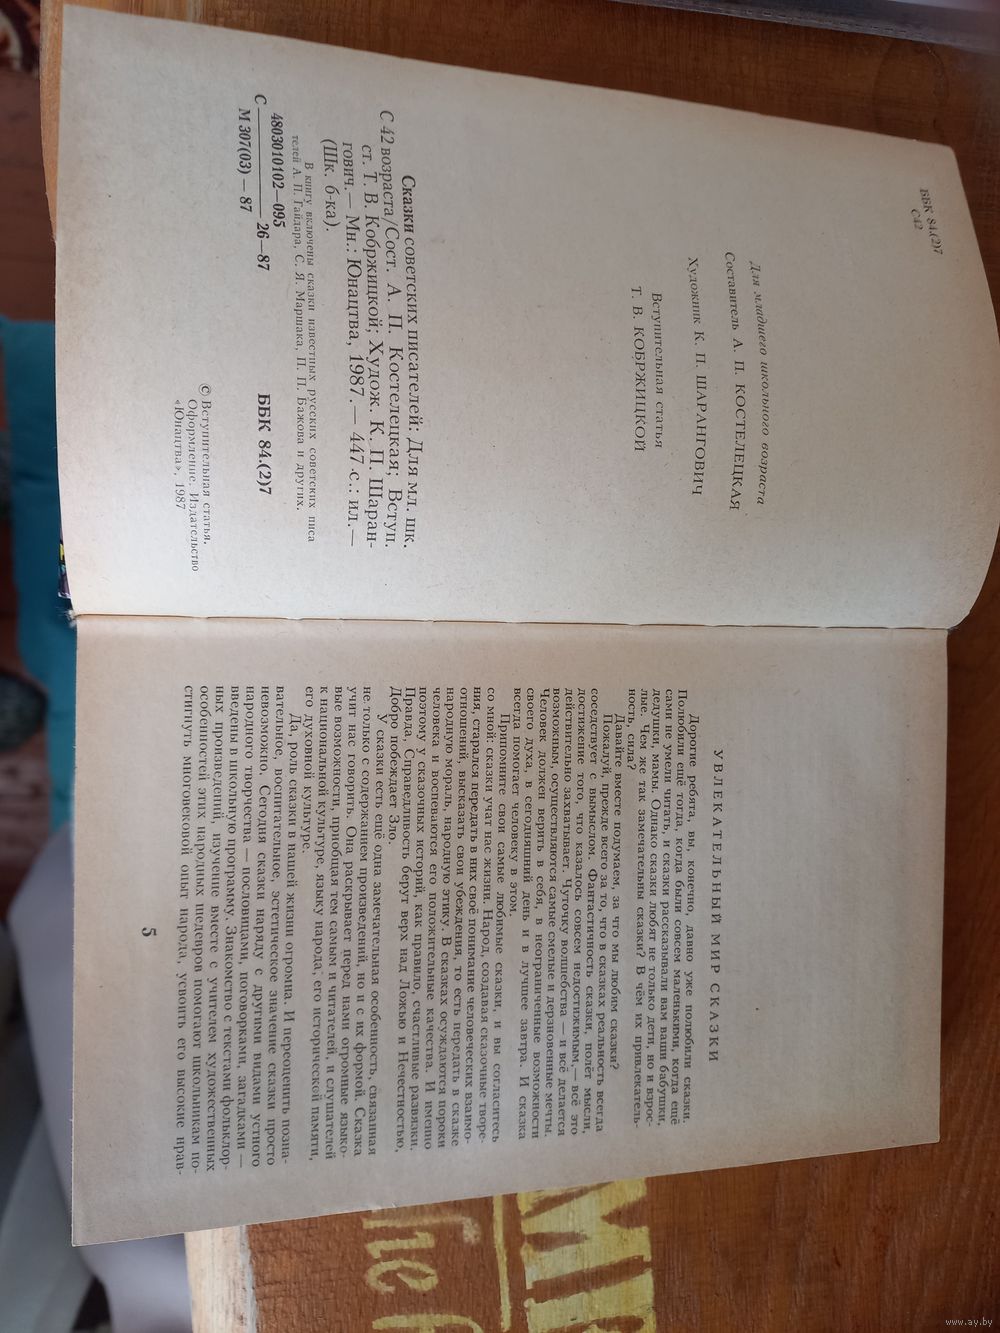 ББК 84.(2)7
С42
Для младшего школьного возраста
Составитель А. П. КОСТЕЛЕЦКАЯ
Художник К. П. ШАРАНГОВИЧ
Вступительная статья
Т. В. КОБРЖИЦКОЙ
Сказки советских писателей: Для мл. шк.
С 42 возраста/Сост. А. П. Костелецкая; Вступ.
ст. Т. В. Кобржицкой; Худож. К. П. Шаран-
гович.— Мн.: Юнацтва, 1987.— 447 с.: ил.—
(Шк. б-ка).
В книгу включены сказки известных русских советских писа
телей А. П. Гайдара, С. Я. Маршака, П. П. Бажова и других.
4803010102—095
С 26—87
М 307(03) — 87
ББК 84.(2)7
© Вступительная статья.
Оформление. Издательство
«Юнацтва», 1987
УВЛЕКАТЕЛЬНЫЙ МИР СКАЗКИ
Дорогие ребята, вы, конечно, давно уже полюбили сказки.
Полюбили ещё тогда, когда были совсем маленькими, когда ещё
сами не умели читать, и сказки рассказывали вам ваши бабушки,
дедушки, мамы. Однако сказки любят не только дети, но и взрос-
лые. Чем же так замечательны сказки? В чём их привлекатель-
ность, сила?
Давайте вместе подумаем, за что мы любим сказки?
Пожалуй, прежде всего за то, что в сказках реальность всегда
соседствует с вымыслом. Фантастичность сказки, полёт мысли,
достижение того, что казалось совсем недостижимым,— всё это
действительно захватывает. Чуточку волшебства — и всё делается
возможным, осуществляются самые смелые и дерзновенные мечты.
Человек должен верить в себя, в неограниченные возможности
своего духа, в сегодняшний день и в лучшее завтра. И сказка
всегда помогает человеку в этом.
Припомните свои самые любимые сказки, и вы согласитесь
со мной: сказки учат нас жизни. Народ, создавая сказочные творе-
ния, старался передать в них своё понимание человеческих взаимо-
отношений, высказать свои убеждения, то есть передать в сказке
народную мораль, народную этику. В сказках осуждаются пороки
человека и воспеваются его положительные качества. И именно
поэтому у сказочных историй, как правило, счастливые развязки.
Правда, Справедливость берут верх над Ложью и Нечестностью,
Добро побеждает Зло.
У сказки есть ещё одна замечательная особенность, связанная
не только с содержанием произведений, но и с их формой. Сказка
учит нас говорить. Она раскрывает перед нами огромные языко-
вые возможности, приобщая тем самым и читателей, и слушателей
к национальной культуре, языку народа, его исторической памяти,
его духовной культуре.
Да, роль сказки в нашей жизни огромна. И переоценить позна-
вательное, воспитательное, эстетическое значение сказки просто
невозможно. Сегодня сказки наряду с другими видами устного
народного творчества — пословицами, поговорками, загадками —
введены в школьную программу. Знакомство с текстами фольклор-
ных произведений, изучение вместе с учителем художественных
особенностей этих народных шедевров помогают школьникам по-
стигнуть многовековой опыт народа, усвоить его высокие нрав-
5
www.ay.by